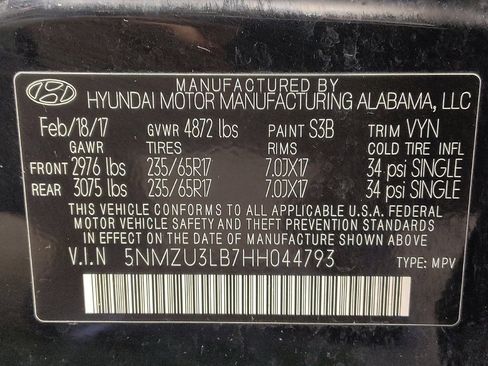 MANUFACTURED BY
HYUNDAI MOTOR MANUFACTURING ALABAMA, LLC
Feb/18/17 GVWR 4872 lbs PAINT S3B TRIM VYN
GAWR TIRES RIMS COLD TIRE INFL
FRONT 2976 lbs 235/65R17 7.0JX17 34 psi SINGLE
REAR 3075 lbs 235/65R17 7.0JX17 34 psi SINGLE
THIS VEHICLE CONFORMS TO ALL APPLICABLE U.S.A. FEDERAL
MOTOR VEHICLE SAFETY AND THEFT PREVENTION STANDARDS
IN EFFECT ON THE DATE OF MANUFACTURE SHOWN ABOVE.
V.I.N 5NMZU3LB7HH044793 TYPE: MPV